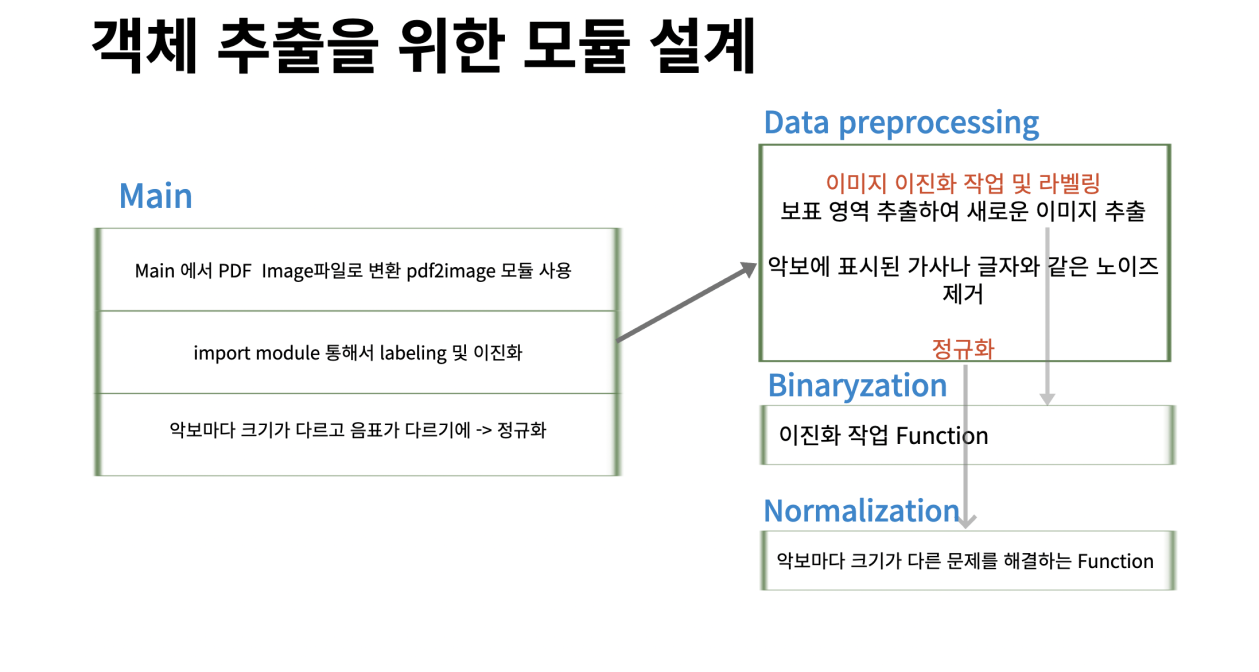 객체 추출을 위한 모듈 설계
Main
Main 에서 PDF Image파일로 변환 pdf2image 모듈 사용
import module 통해서 labeling 및 이진화
악보마다 크기가 다르고 음표가 다르기에 -> 정규화
Data preprocessing
이미지 이진화 작업 및 라벨링
보표 영역 추출하여 새로운 이미지 추출
악보에 표시된 가사나 글자와 같은 노이즈
제거
정규화
Binaryzation
이진화 작업 Function
Normalization
악보마다 크기가 다른 문제를 해결하는 Function